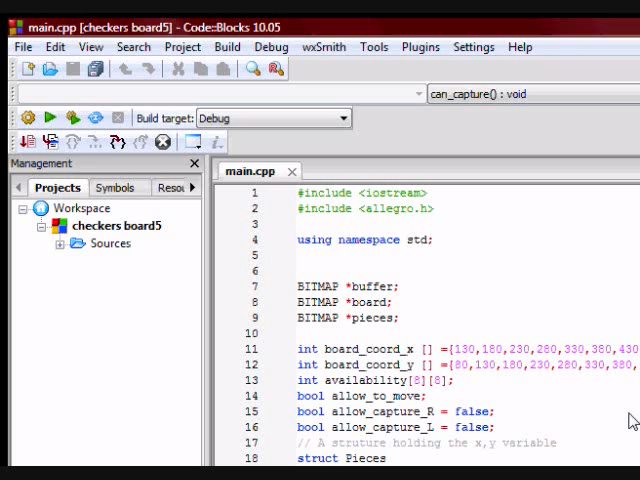 main.cpp [checkers board5] - Code::Blocks 10.05
File Edit View Search Project Build Debug wxSmith Tools Plugins Settings Help
can_capture() : void
Build target: Debug
Management
Projects Symbols Resou
Workspace
checkers board5
Sources
main.cpp
1 #include <iostream>
2 #include <allegro.h>
3
4 using namespace std;
5
6
7 BITMAP *buffer;
8 BITMAP *board;
9 BITMAP *pieces;
10
11 int board_coord_x [] ={130,180,230,280,330,380,430
12 int board_coord_y [] ={80,130,180,230,280,330,380,
13 int availability[8][8];
14 bool allow_to_move;
15 bool allow_capture_R = false;
16 bool allow_capture_L = false;
17 // A struture holding the x,y variable
18 struct Pieces